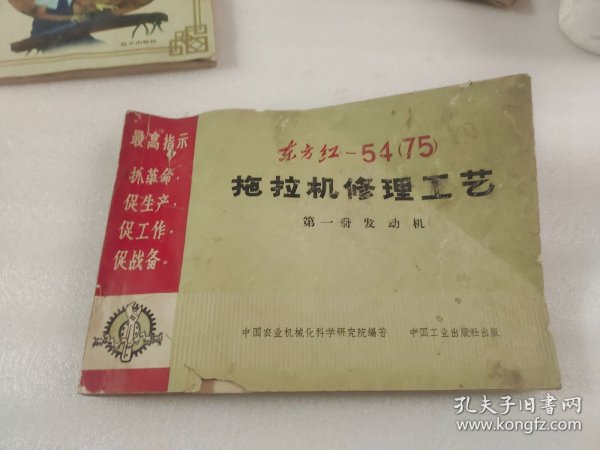 最高指示
抓革命，
促生产，
促工作，
促战备。
东方红-54(75)
拖拉机修理工艺
第一册发动机
中国农业机械化科学研究院编著 中国工业出版社出版
孔夫子旧书网
www.kongfz.com